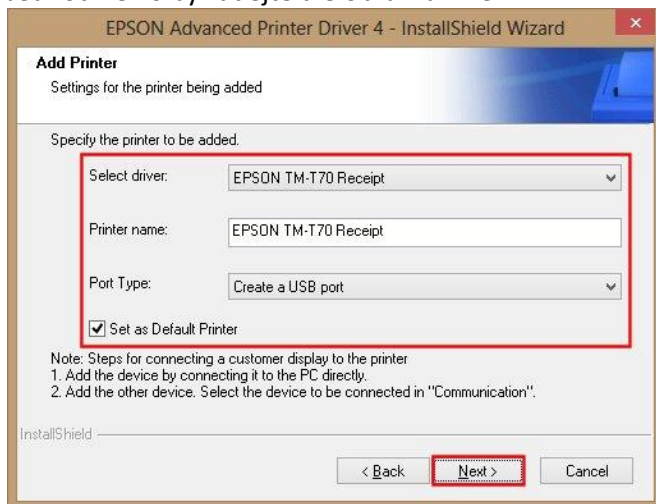 EPSON Advanced Printer Driver 4 - InstallShield Wizard
Add Printer
Settings for the printer being added
Specify the printer to be added.
Select driver: EPSON TM-T70 Receipt
Printer name: EPSON TM-T70 Receipt
Port Type: Create a USB port
Set as Default Printer
Note: Steps for connecting a customer display to the printer
1. Add the device by connecting it to the PC directly.
2. Add the other device. Select the device to be connected in "Communication".
InstallShield
< Back Next > Cancel